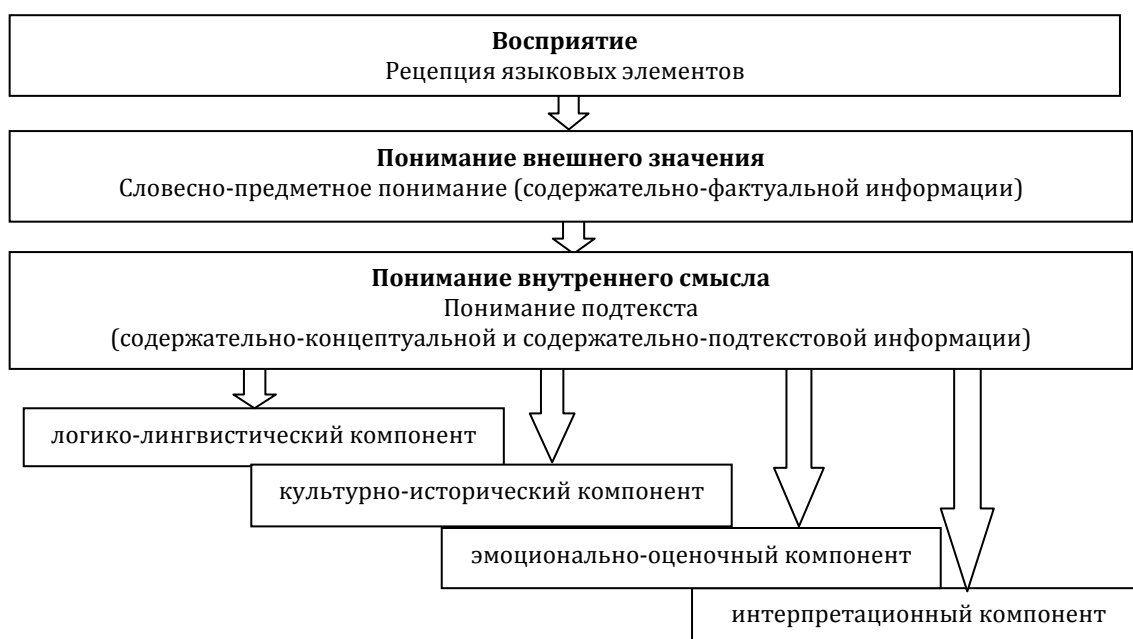 Восприятие
Рецепция языковых элементов
Понимание внешнего значения
Словесно-предметное понимание (содержательно-фактуальной информации)
Понимание внутреннего смысла
Понимание подтекста
(содержательно-концептуальной и содержательно-подтекстовой информации)
логико-лингвистический компонент
культурно-исторический компонент
эмоционально-оценочный компонент
интерпретационный компонент